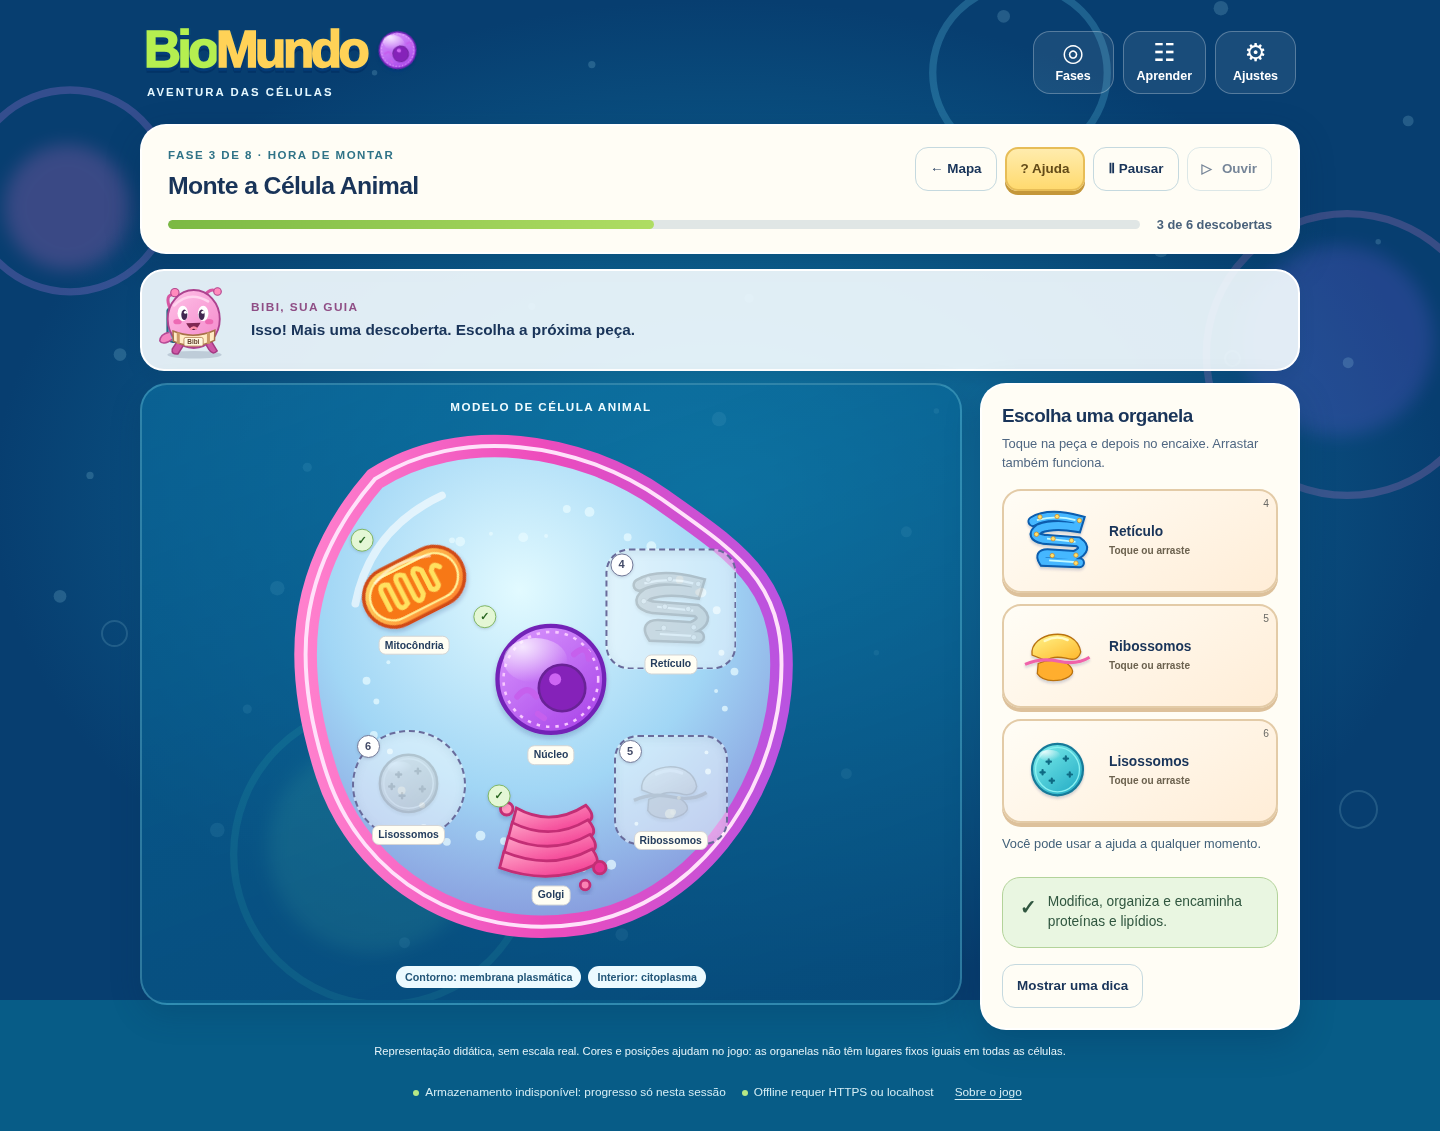 BioMundo
AVENTURA DAS CÉLULAS
Fases
Aprender
Ajustes
FASE 3 DE 8 · HORA DE MONTAR
Monte a Célula Animal
← Mapa
? Ajuda
Ⅱ Pausar
▷ Ouvir
3 de 6 descobertas
BIBI, SUA GUIA
Isso! Mais uma descoberta. Escolha a próxima peça.
Bibi
MODELO DE CÉLULA ANIMAL
✓
Mitocôndria
✓
Núcleo
4
Retículo
6
Lisossomos
✓
Golgi
5
Ribossomos
Contorno: membrana plasmática
Interior: citoplasma
Escolha uma organela
Toque na peça e depois no encaixe. Arrastar
também funciona.
4
Retículo
Toque ou arraste
5
Ribossomos
Toque ou arraste
6
Lisossomos
Toque ou arraste
Você pode usar a ajuda a qualquer momento.
✓ Modifica, organiza e encaminha
proteínas e lipídios.
Mostrar uma dica
Representação didática, sem escala real. Cores e posições ajudam no jogo: as organelas não têm lugares fixos iguais em todas as células.
Armazenamento indisponível: progresso só nesta sessão
Offline requer HTTPS ou localhost
Sobre o jogo